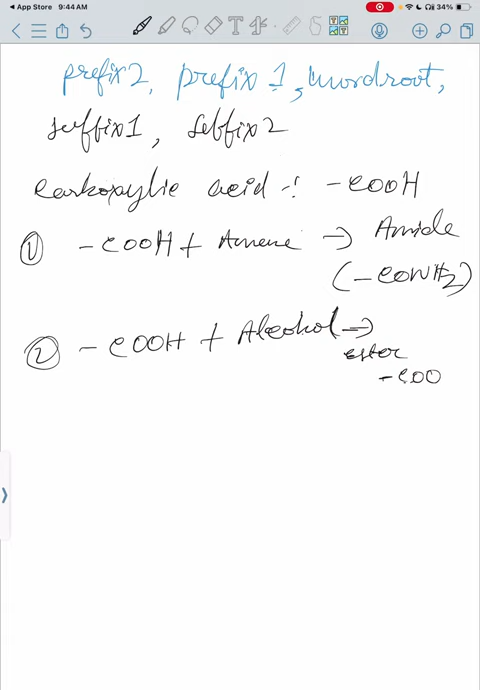 App Store 9:44 AM 34%
prefix2, prefix 1, wordroot,
suffix1, suffix2
Carboxylic acid :- -COOH
① -COOH + Amene → Amide
(-CONH2)
② - COOH + Alcohol →
ester
-COO